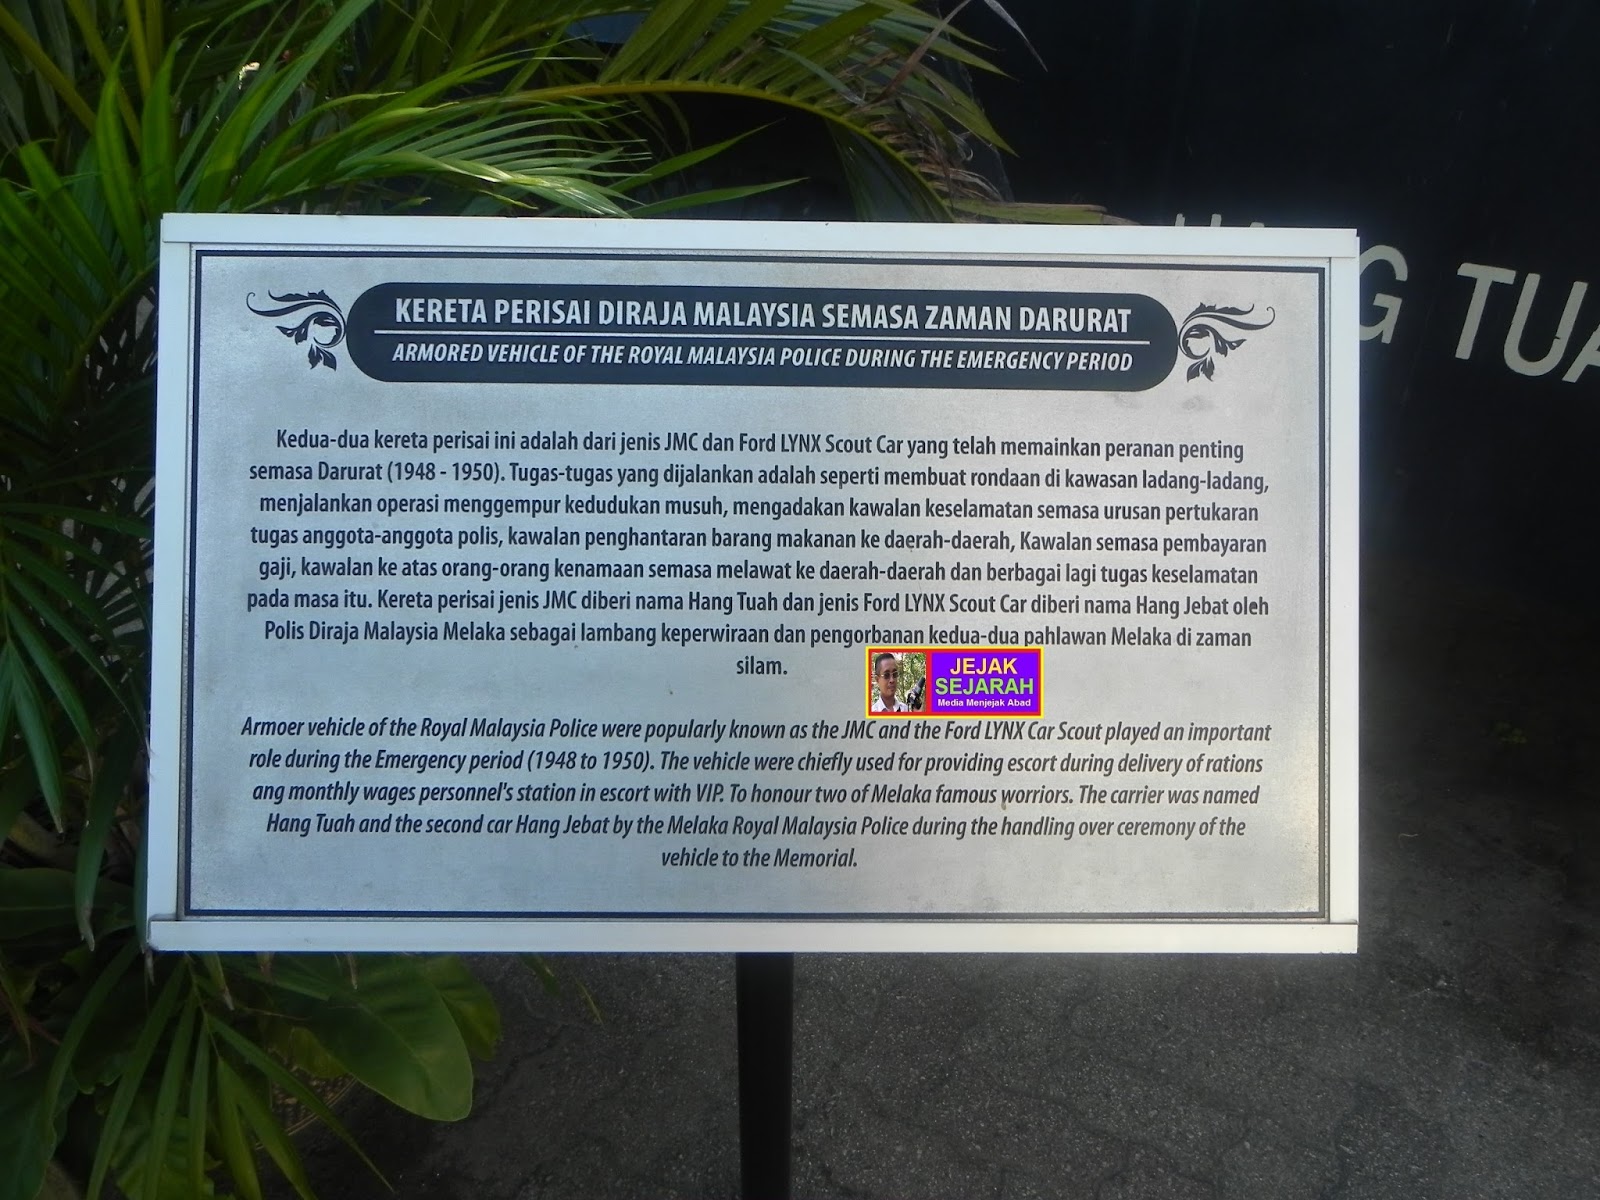 KERETA PERISAI DIRAJA MALAYSIA SEMASA ZAMAN DARURAT
ARMORED VEHICLE OF THE ROYAL MALAYSIA POLICE DURING THE EMERGENCY PERIOD
Kedua-dua kereta perisai ini adalah dari jenis JMC dan Ford LYNX Scout Car yang telah memainkan peranan penting
semasa Darurat (1948 - 1950). Tugas-tugas yang dijalankan adalah seperti membuat rondaan di kawasan ladang-ladang,
menjalankan operasi menggempur kedudukan musuh, mengadakan kawalan keselamatan semasa urusan pertukaran
tugas anggota-anggota polis, kawalan penghantaran barang makanan ke daerah-daerah, Kawalan semasa pembayaran
gaji, kawalan ke atas orang-orang kenamaan semasa melawat ke daerah-daerah dan berbagai lagi tugas keselamatan
pada masa itu. Kereta perisai jenis JMC diberi nama Hang Tuah dan jenis Ford LYNX Scout Car diberi nama Hang Jebat oleh
Polis Diraja Malaysia Melaka sebagai lambang keperwiraan dan pengorbanan kedua-dua pahlawan Melaka di zaman
silam.
JEJAK
SEJARAH
Media Menjejak Abad
Armoer vehicle of the Royal Malaysia Police were popularly known as the JMC and the Ford LYNX Car Scout played an important
role during the Emergency period (1948 to 1950). The vehicle were chiefly used for providing escort during delivery of rations
ang monthly wages personnel's station in escort with VIP. To honour two of Melaka famous worriors. The carrier was named
Hang Tuah and the second car Hang Jebat by the Melaka Royal Malaysia Police during the handling over ceremony of the
vehicle to the Memorial.
G TUA